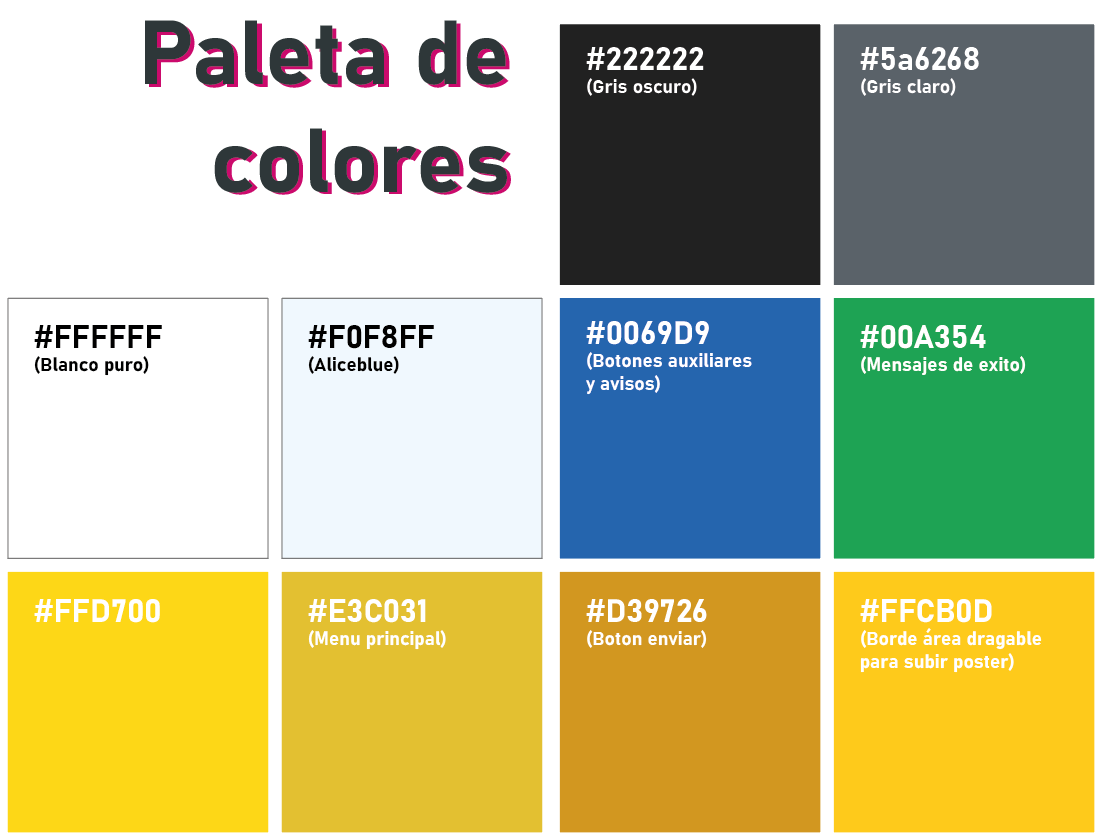 Paleta de
colores
#222222
(Gris oscuro)
#5a6268
(Gris claro)
#FFFFFF
(Blanco puro)
#F0F8FF
(Aliceblue)
#0069D9
(Botones auxiliares
y avisos)
#00A354
(Mensajes de exito)
#FFD700
#E3C031
(Menu principal)
#D39726
(Boton enviar)
#FFCB0D
(Borde área dragable
para subir poster)